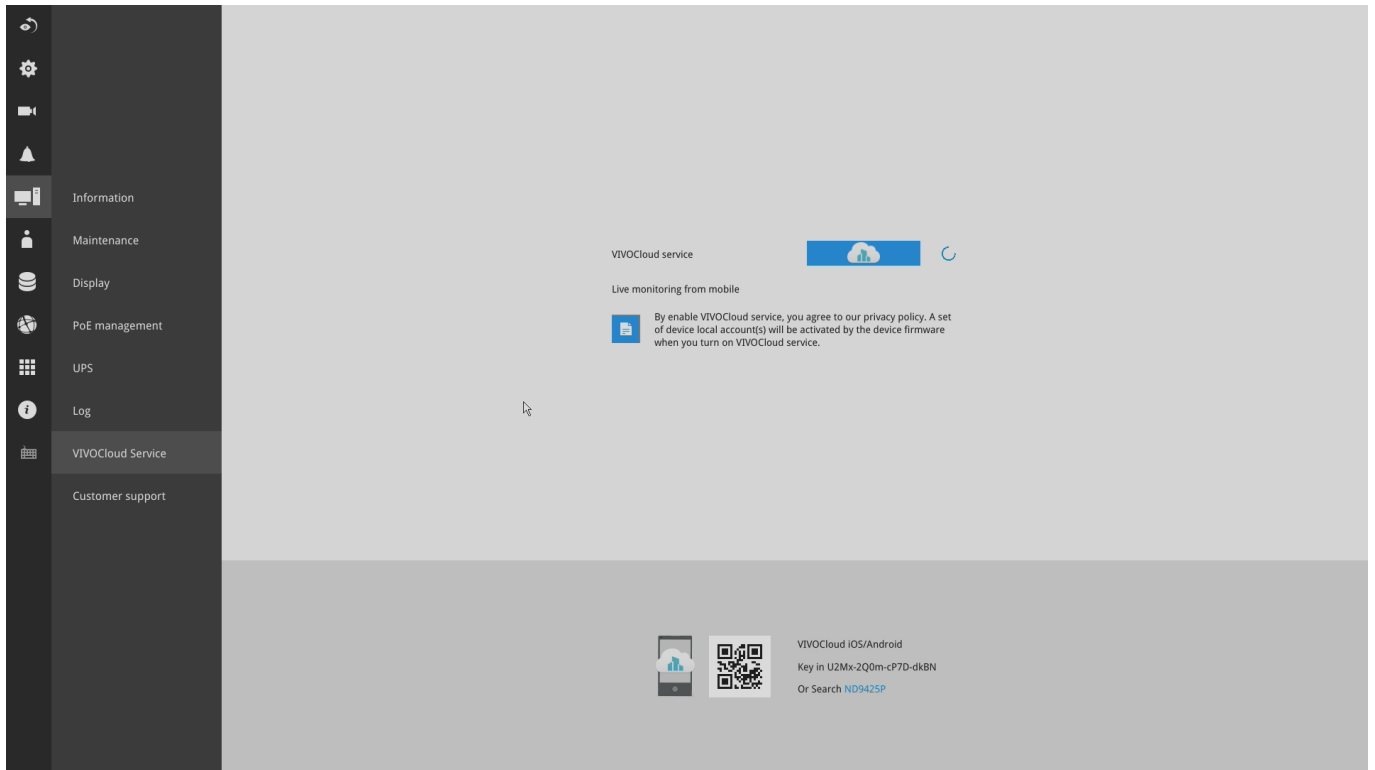 Information
Maintenance
Display
PoE management
UPS
Log
VIVOCloud Service
Customer support
VIVOCloud service
Live monitoring from mobile
By enable VIVOCloud service, you agree to our privacy policy. A set
of device local account(s) will be activated by the device firmware
when you turn on VIVOCloud service.
VIVOCloud iOS/Android
Key in U2Mx-2Q0m-cP7D-dkBN
Or Search ND9425P